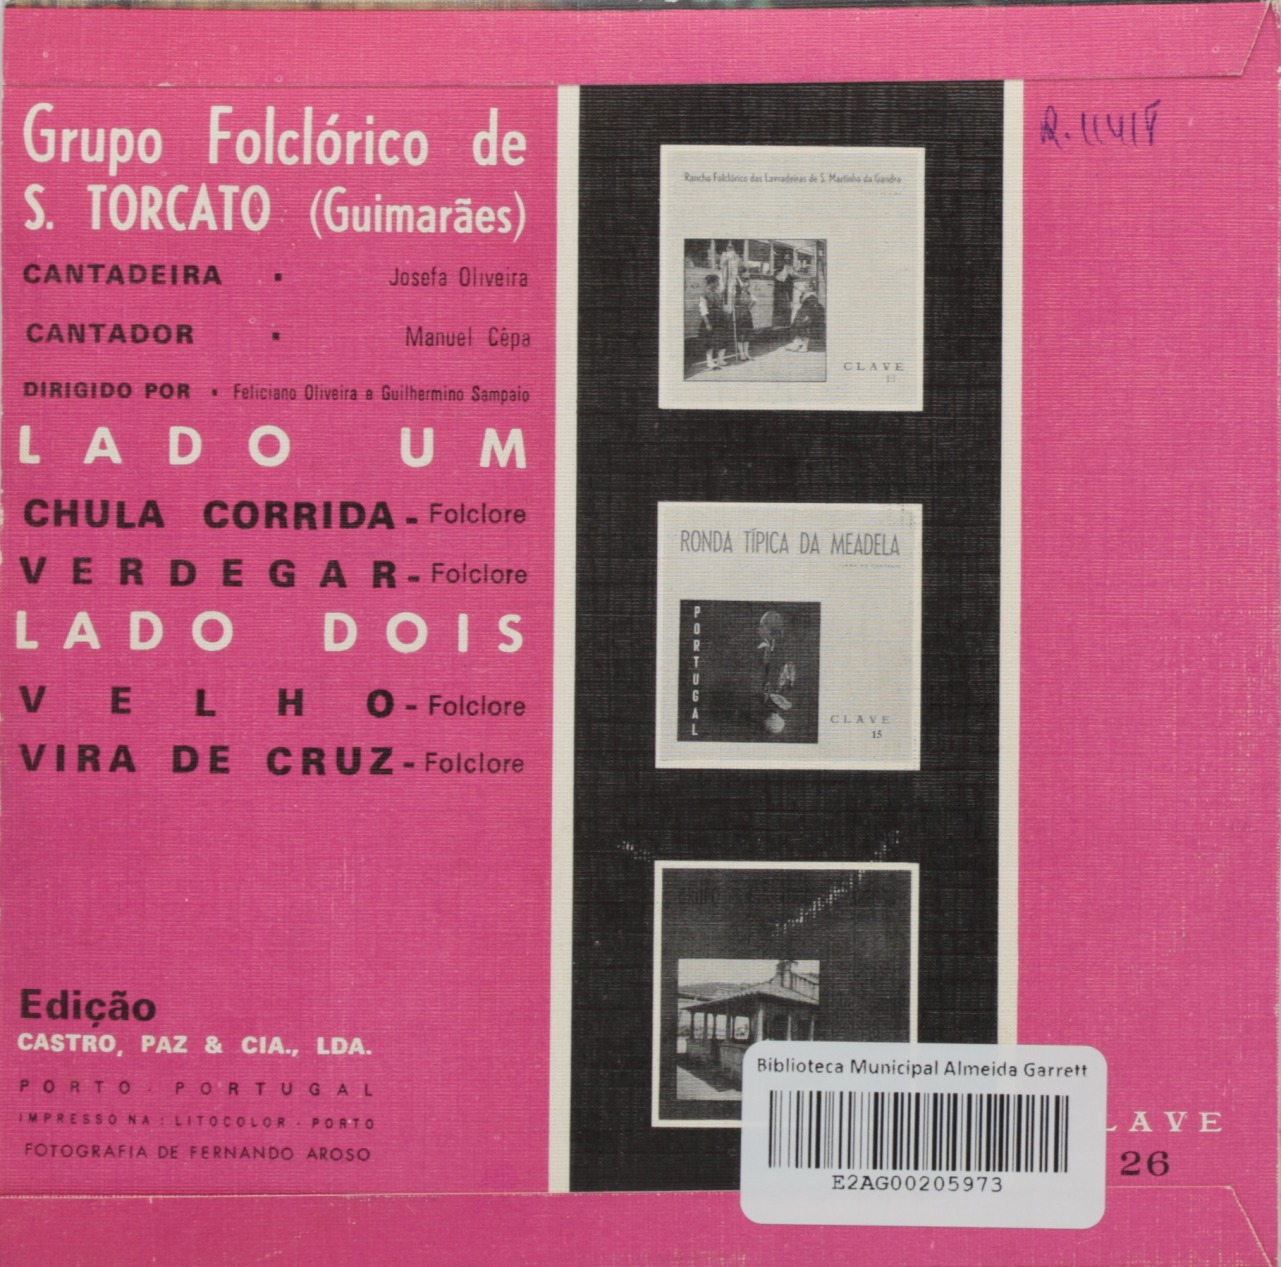 Grupo Folclórico de
S. TORCATO (Guimarães)
CANTADEIRA ▪ Josefa Oliveira
CANTADOR ▪ Manuel Cêpa
DIRIGIDO POR ▪ Feliciano Oliveira e Guilhermino Sampaio
LADO UM
CHULA CORRIDA - Folclore
VERDEGAR - Folclore
LADO DOIS
VELHO - Folclore
VIRA DE CRUZ - Folclore
Edição
CASTRO, PAZ & CIA., LDA.
PORTO - PORTUGAL
IMPRESSO NA : LITOCOLOR - PORTO
FOTOGRAFIA DE FERNANDO AROSO
Rancho Folclórico das Lavradeiras de S. Martinho da Gandra
CLAVE
RONDA TÍPICA DA MEADELA
PORTUGAL
CLAVE
15
R. 11418
Biblioteca Municipal Almeida Garrett
E2AG00205973
LAVE
26